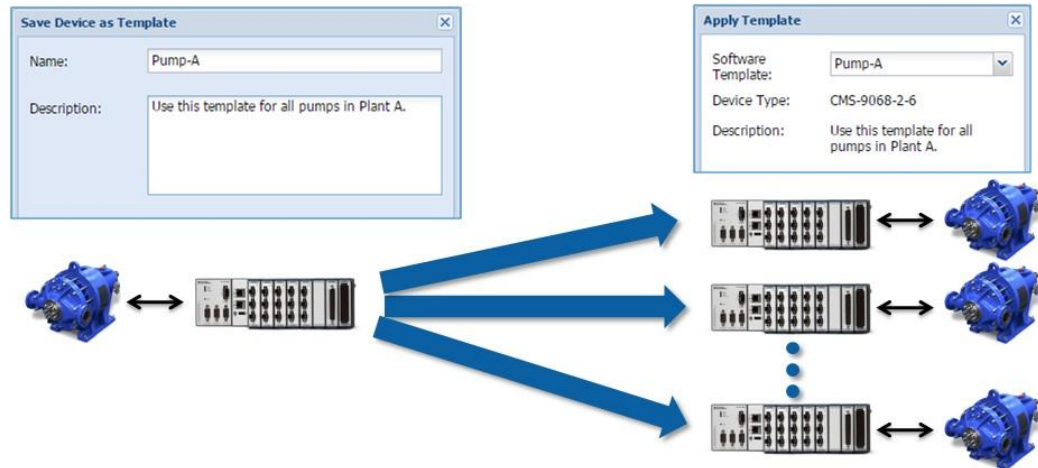 Save Device as Template
Name:
Pump-A
Description:
Use this template for all pumps in Plant A.
Apply Template
Software
Template:
Pump-A
Device Type:
CMS-9068-2-6
Description:
Use this template for all
pumps in Plant A.